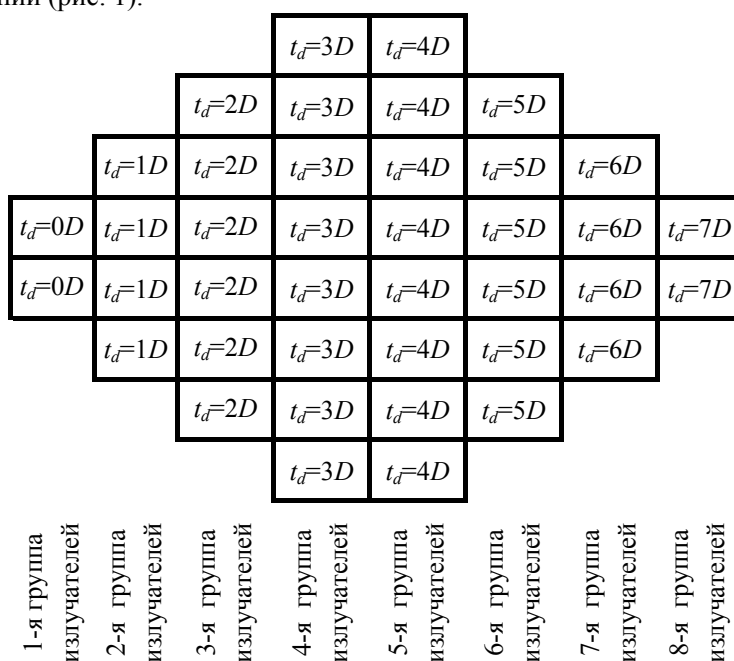 нии (рис. 1).
t_d=3D t_d=4D
t_d=2D t_d=3D t_d=4D t_d=5D
t_d=1D t_d=2D t_d=3D t_d=4D t_d=5D t_d=6D
t_d=0D t_d=1D t_d=2D t_d=3D t_d=4D t_d=5D t_d=6D t_d=7D
t_d=0D t_d=1D t_d=2D t_d=3D t_d=4D t_d=5D t_d=6D t_d=7D
t_d=1D t_d=2D t_d=3D t_d=4D t_d=5D t_d=6D
t_d=2D t_d=3D t_d=4D t_d=5D
t_d=3D t_d=4D
1-я группа
излучателей
2-я группа
излучателей
3-я группа
излучателей
4-я группа
излучателей
5-я группа
излучателей
6-я группа
излучателей
7-я группа
излучателей
8-я группа
излучателей